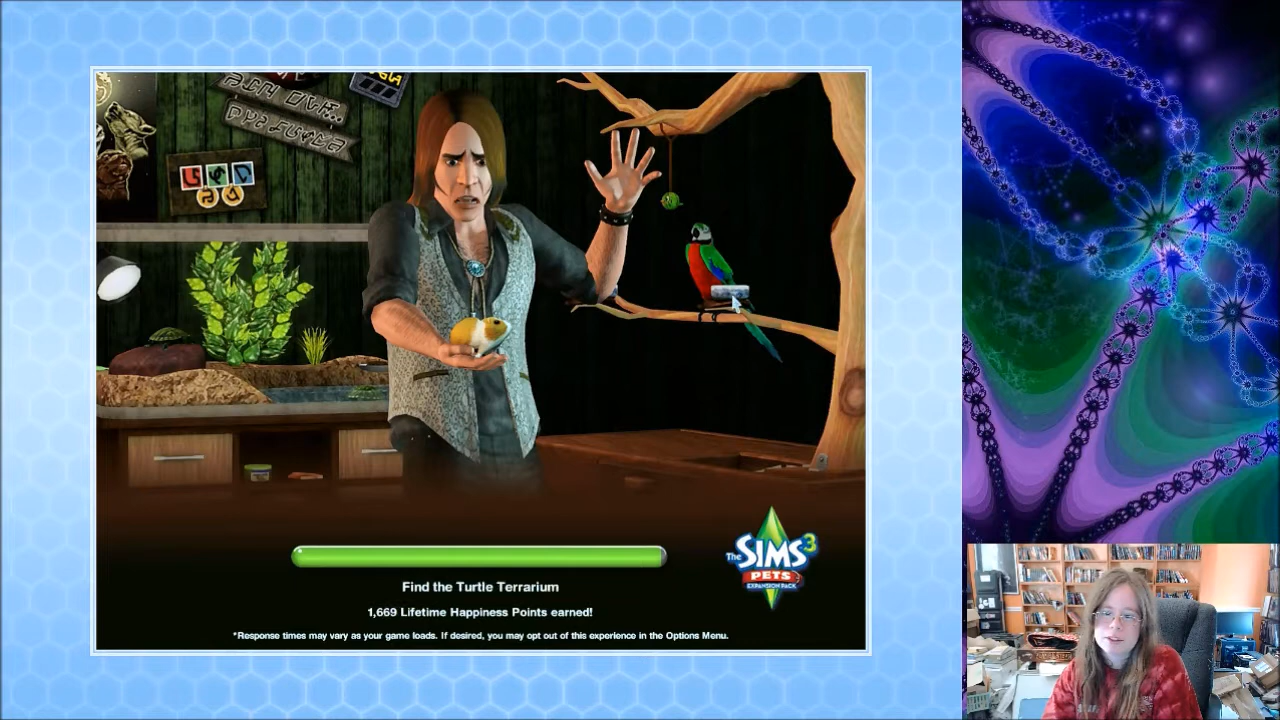 The SIMS 3
PETS
EXPANSION PACK
Find the Turtle Terrarium
1,669 Lifetime Happiness Points earned!
*Response times may vary as your game loads. If desired, you may opt out of this experience in the Options Menu.